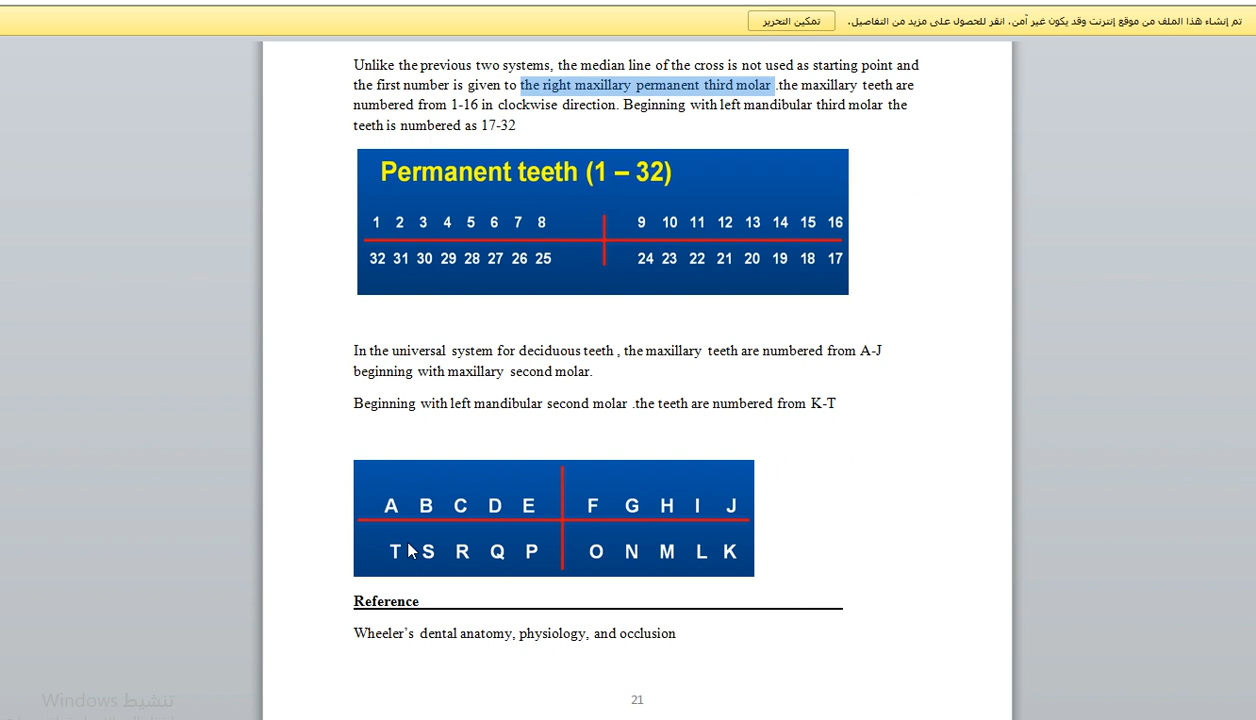 تم إنشاء هذا الملف من موقع إنترنت وقد يكون غير آمن. انقر للحصول على مزيد من التفاصيل.
تمكين التحرير
Unlike the previous two systems, the median line of the cross is not used as starting point and
the first number is given to the right maxillary permanent third molar .the maxillary teeth are
numbered from 1-16 in clockwise direction. Beginning with left mandibular third molar the
teeth is numbered as 17-32
Permanent teeth (1 – 32)
1 2 3 4 5 6 7 8 9 10 11 12 13 14 15 16
32 31 30 29 28 27 26 25 24 23 22 21 20 19 18 17
In the universal system for deciduous teeth , the maxillary teeth are numbered from A-J
beginning with maxillary second molar.
Beginning with left mandibular second molar .the teeth are numbered from K-T
A B C D E F G H I J
T S R Q P O N M L K
Reference
Wheeler’s dental anatomy, physiology, and occlusion
21
تنشيط Windows